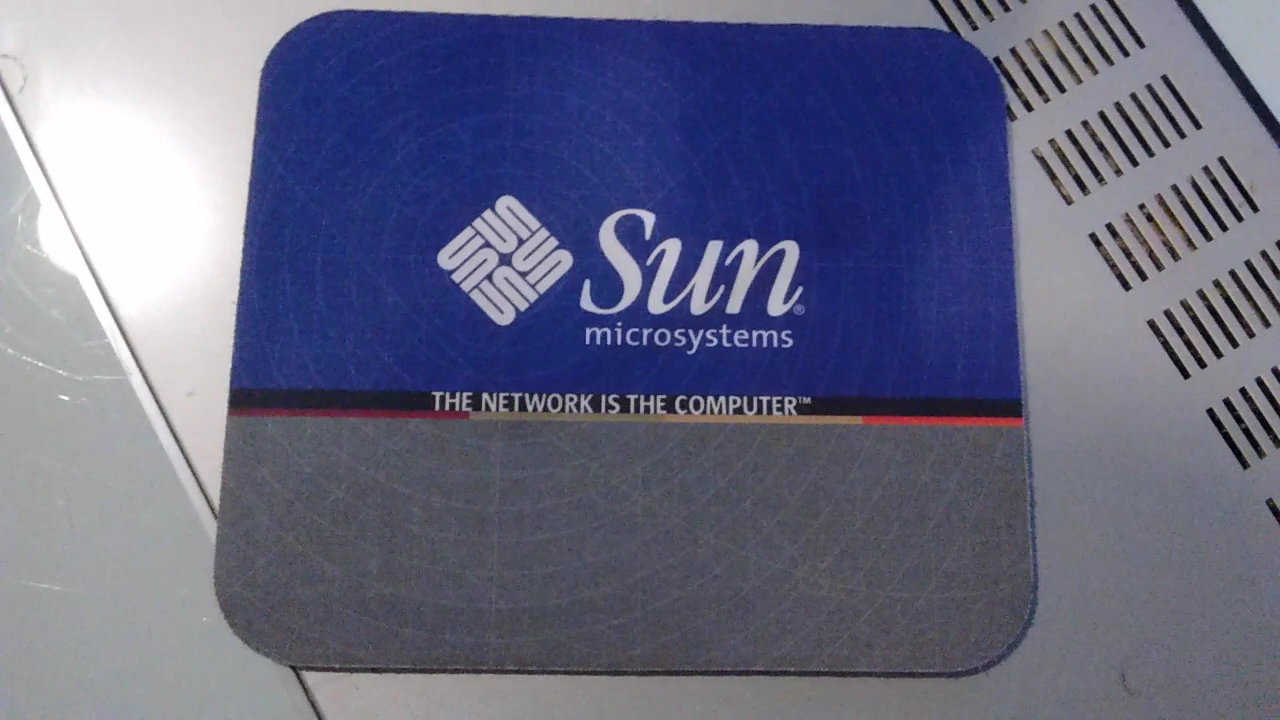 Sun®
microsystems
THE NETWORK IS THE COMPUTER™